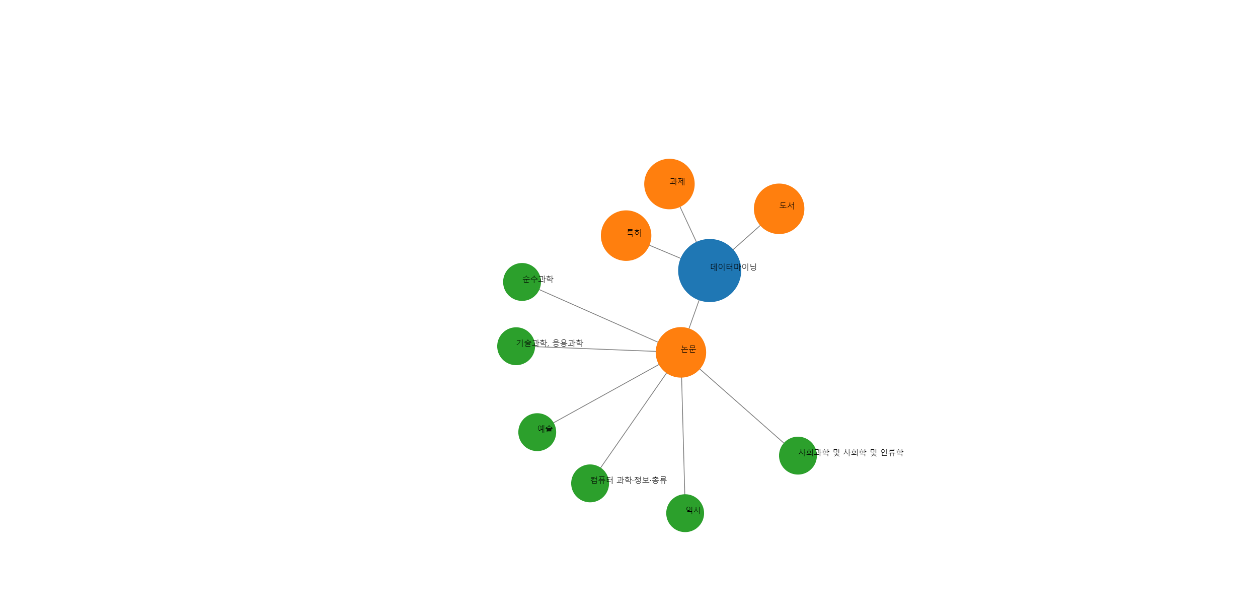 과제
도서
특허
데이터마이닝
순수과학
기술과학, 응용과학
논문
예술
사회과학 및 사회학 및 인류학
컴퓨터 과학·정보·총류
역사